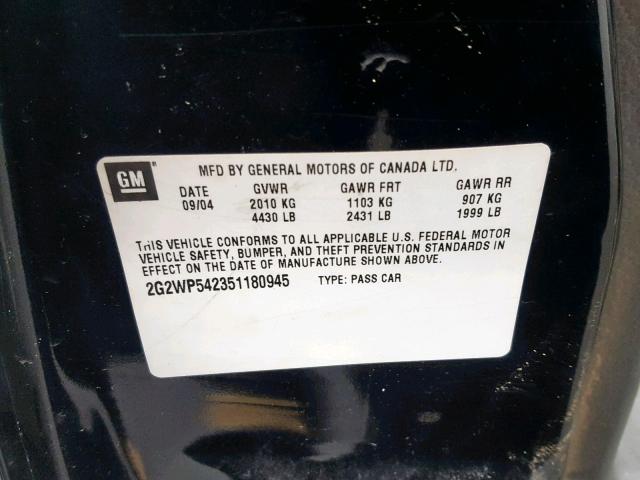 GM
MFD BY GENERAL MOTORS OF CANADA LTD.
DATE GVWR GAWR FRT GAWR RR
09/04 2010 KG 1103 KG 907 KG
4430 LB 2431 LB 1999 LB
THIS VEHICLE CONFORMS TO ALL APPLICABLE U.S. FEDERAL MOTOR
VEHICLE SAFETY, BUMPER, AND THEFT PREVENTION STANDARDS IN
EFFECT ON THE DATE OF MANUFACTURE SHOWN ABOVE.
2G2WP542351180945 TYPE: PASS CAR